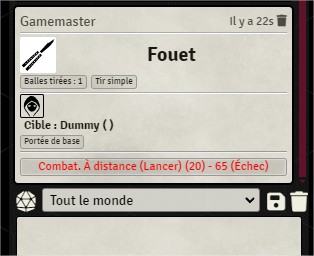 Gamemaster Il y a 22s
Fouet
Balles tirées : 1 Tir simple
Cible : Dummy ( )
Portée de base
Combat. À distance (Lancer) (20) - 65 (Échec)
Tout le monde